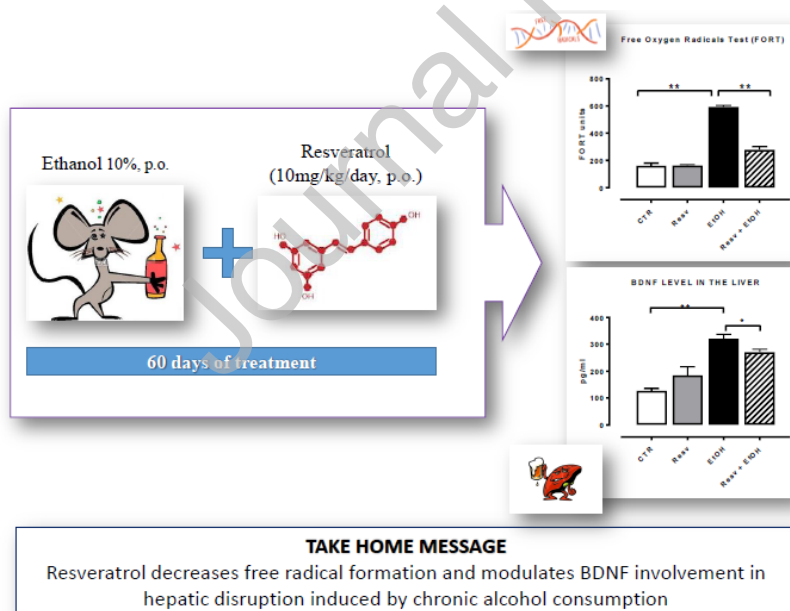 Journal
FREE
RADICALS
Free Oxygen Radicals Test (FORT)
800
600
400
200
0
FORT units
**
**
CTR
Resv
EtOH
Resv + EtOH
Ethanol 10%, p.o.
Resveratrol
(10mg/kg/day, p.o.)
HO
OH
OH
60 days of treatment
BDNF LEVEL IN THE LIVER
400
300
200
100
0
pg/ml
**
*
CTR
Resv
EtOH
Resv + EtOH
TAKE HOME MESSAGE
Resveratrol decreases free radical formation and modulates BDNF involvement in
hepatic disruption induced by chronic alcohol consumption